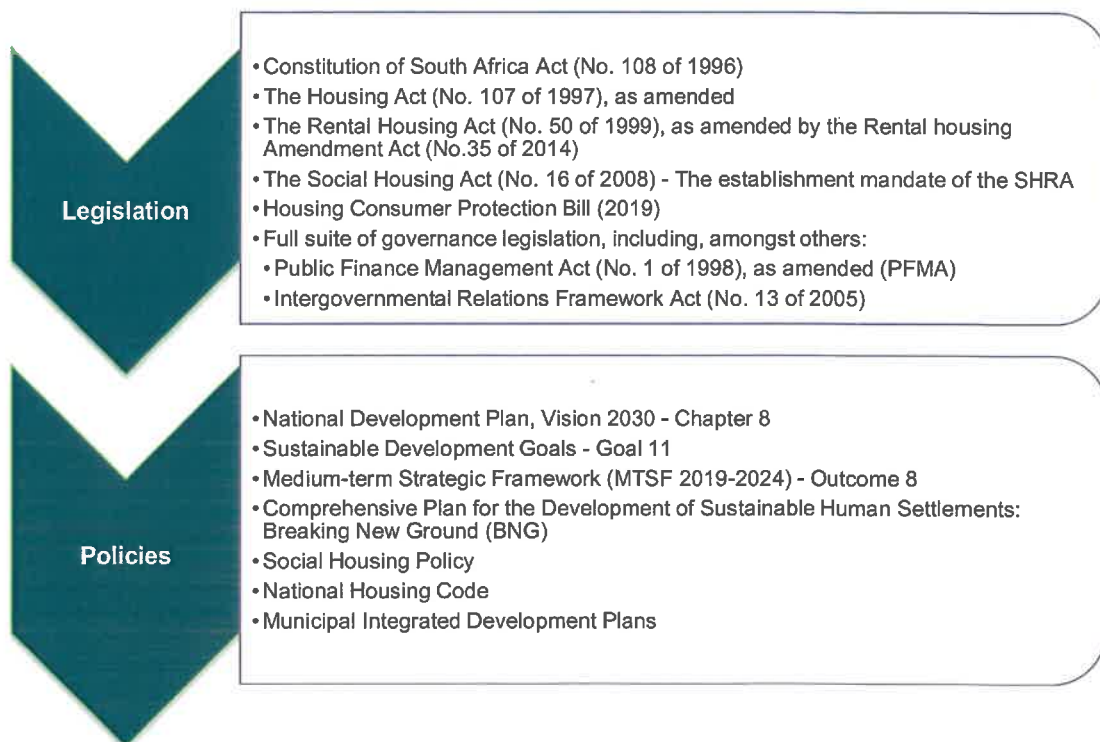 Legislation
•Constitution of South Africa Act (No. 108 of 1996)
•The Housing Act (No. 107 of 1997), as amended
•The Rental Housing Act (No. 50 of 1999), as amended by the Rental housing
Amendment Act (No.35 of 2014)
•The Social Housing Act (No. 16 of 2008) - The establishment mandate of the SHRA
•Housing Consumer Protection Bill (2019)
•Full suite of governance legislation, including, amongst others:
•Public Finance Management Act (No. 1 of 1998), as amended (PFMA)
•Intergovernmental Relations Framework Act (No. 13 of 2005)
Policies
•National Development Plan, Vision 2030 - Chapter 8
•Sustainable Development Goals - Goal 11
•Medium-term Strategic Framework (MTSF 2019-2024) - Outcome 8
•Comprehensive Plan for the Development of Sustainable Human Settlements:
Breaking New Ground (BNG)
•Social Housing Policy
•National Housing Code
•Municipal Integrated Development Plans